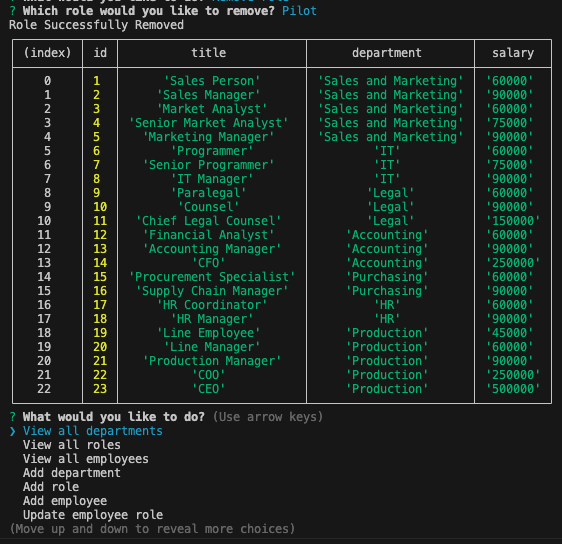 ? Which role would you like to remove? Pilot
Role Successfully Removed
(index) id title department salary
0 1 'Sales Person' 'Sales and Marketing' '60000'
1 2 'Sales Manager' 'Sales and Marketing' '90000'
2 3 'Market Analyst' 'Sales and Marketing' '60000'
3 4 'Senior Market Analyst' 'Sales and Marketing' '75000'
4 5 'Marketing Manager' 'Sales and Marketing' '90000'
5 6 'Programmer' 'IT' '60000'
6 7 'Senior Programmer' 'IT' '75000'
7 8 'IT Manager' 'IT' '90000'
8 9 'Paralegal' 'Legal' '60000'
9 10 'Counsel' 'Legal' '90000'
10 11 'Chief Legal Counsel' 'Legal' '150000'
11 12 'Financial Analyst' 'Accounting' '60000'
12 13 'Accounting Manager' 'Accounting' '90000'
13 14 'CFO' 'Accounting' '250000'
14 15 'Procurement Specialist' 'Purchasing' '60000'
15 16 'Supply Chain Manager' 'Purchasing' '90000'
16 17 'HR Coordinator' 'HR' '60000'
17 18 'HR Manager' 'HR' '90000'
18 19 'Line Employee' 'Production' '45000'
19 20 'Line Manager' 'Production' '60000'
20 21 'Production Manager' 'Production' '90000'
21 22 'COO' 'Production' '250000'
22 23 'CEO' 'Production' '500000'
? What would you like to do? (Use arrow keys)
❯ View all departments
View all roles
View all employees
Add department
Add role
Add employee
Update employee role
(Move up and down to reveal more choices)